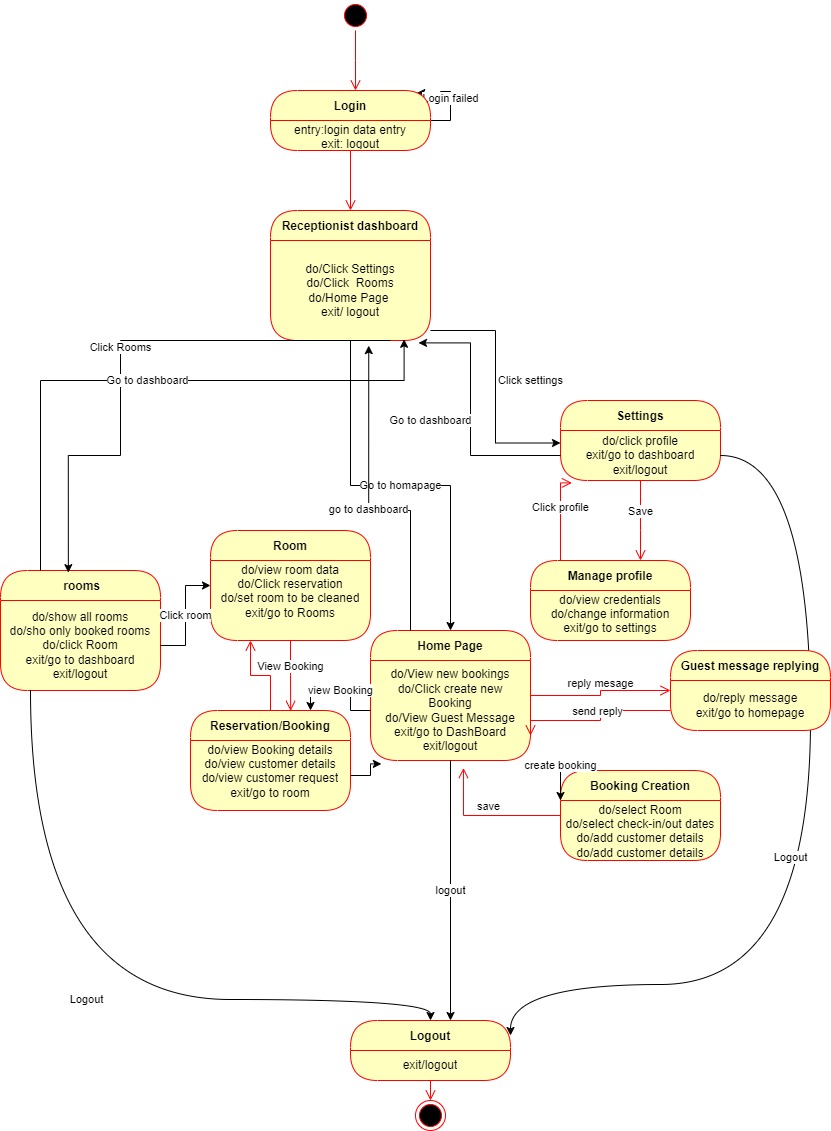 Login
Login failed
entry:login data entry
exit: logout
Receptionist dashboard
do/Click Settings
do/Click  Rooms
do/Home Page
exit/ logout
Click Rooms
Go to dashboard
Click settings
Go to dashboard
Settings
do/click profile
exit/go to dashboard
exit/logout
Go to homapage
go to dashboard
Click profile
Save
Room
do/view room data
do/Click reservation
do/set room to be cleaned
exit/go to Rooms
rooms
do/show all rooms
do/sho only booked rooms
do/click Room
exit/go to dashboard
exit/logout
Click room
Manage profile
do/view credentials
do/change information
exit/go to settings
Home Page
do/View new bookings
do/Click create new
Booking
do/View Guest Message
exit/go to DashBoard
exit/logout
View Booking
view Booking
reply mesage
send reply
Guest message replying
do/reply message
exit/go to homepage
Reservation/Booking
do/view Booking details
do/view customer details
do/view customer request
exit/go to room
create booking
Booking Creation
do/select Room
do/select check-in/out dates
do/add customer details
do/add customer details
save
Logout
logout
Logout
Logout
exit/logout